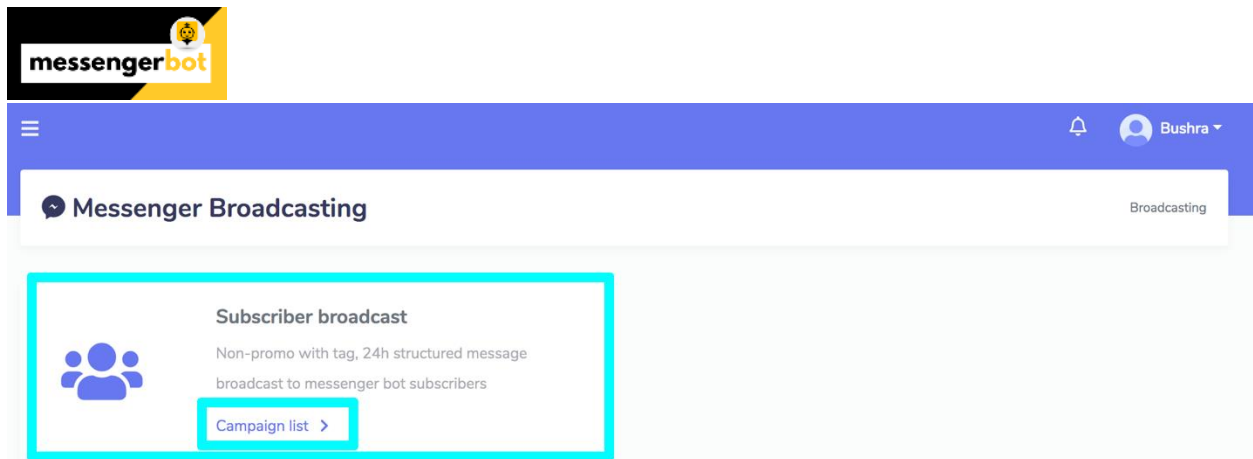 messengerbot
Bushra
Messenger Broadcasting
Broadcasting
Subscriber broadcast
Non-promo with tag, 24h structured message
broadcast to messenger bot subscribers
Campaign list